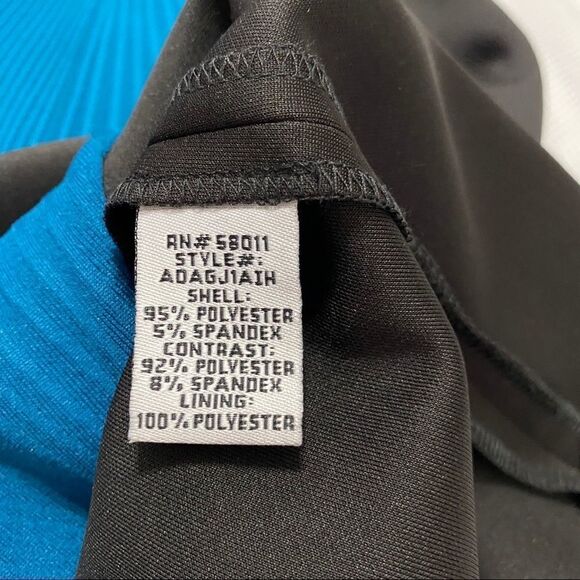 RN# 58011
STYLE#:
ADAGJ1AIH
SHELL:
95% POLYESTER
5% SPANDEX
CONTRAST:
92% POLYESTER
8% SPANDEX
LINING:
100% POLYESTER